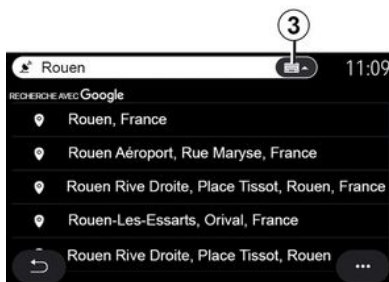 3
Rouen
11:09
RECHERCHE AVEC Google
Rouen, France
Rouen Aéroport, Rue Maryse, France
Rouen Rive Droite, Place Tissot, Rouen, France
Rouen-Les-Essarts, Orival, France
Rouen Rive Droite, Place Tissot, Rouen